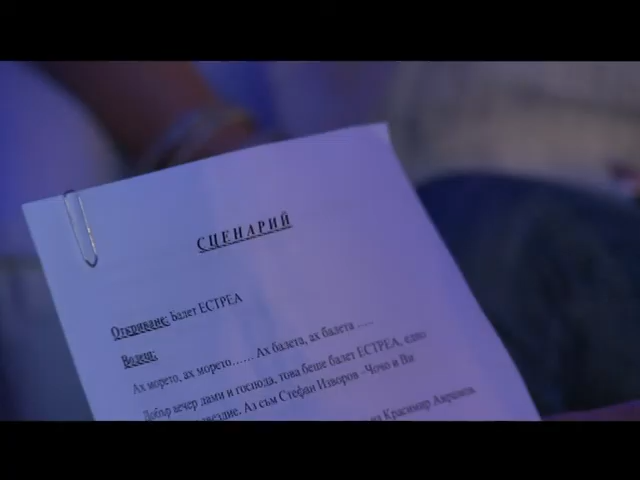 СЦЕНАРИЙ
Откриване: Балет ЕСТРЕА
Водещ:
Ах морето, ах морето…… Ах балета, ах балета ….
Добър вечер дами и господа, това беше балет ЕСТРЕА, едно
звездие. Аз съм Стефан Изворов -Чочо и Ви
на Красимир Аврамов